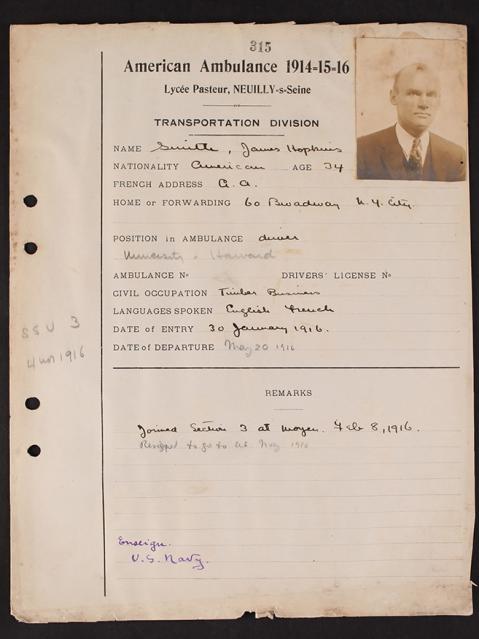 315
American Ambulance 1914-15-16
Lycée Pasteur, NEUILLY-s-Seine
TRANSPORTATION DIVISION
NAME Smith, James Hopkins
NATIONALITY American AGE 34
FRENCH ADDRESS A.A.
HOME or FORWARDING 60 Broadway N.Y. City.
POSITION in AMBULANCE driver
University - Harvard
AMBULANCE No DRIVERS' LICENSE No
CIVIL OCCUPATION Timber Business
LANGUAGES SPOKEN English French
DATE of ENTRY 30 January 1916.
DATE of DEPARTURE May 20 1916
SSU 3
4 1916
REMARKS
Joined Section 3 at Moyen. Feb 8, 1916.
Resigned to go to 1916
Ensign.
U.S. Navy.